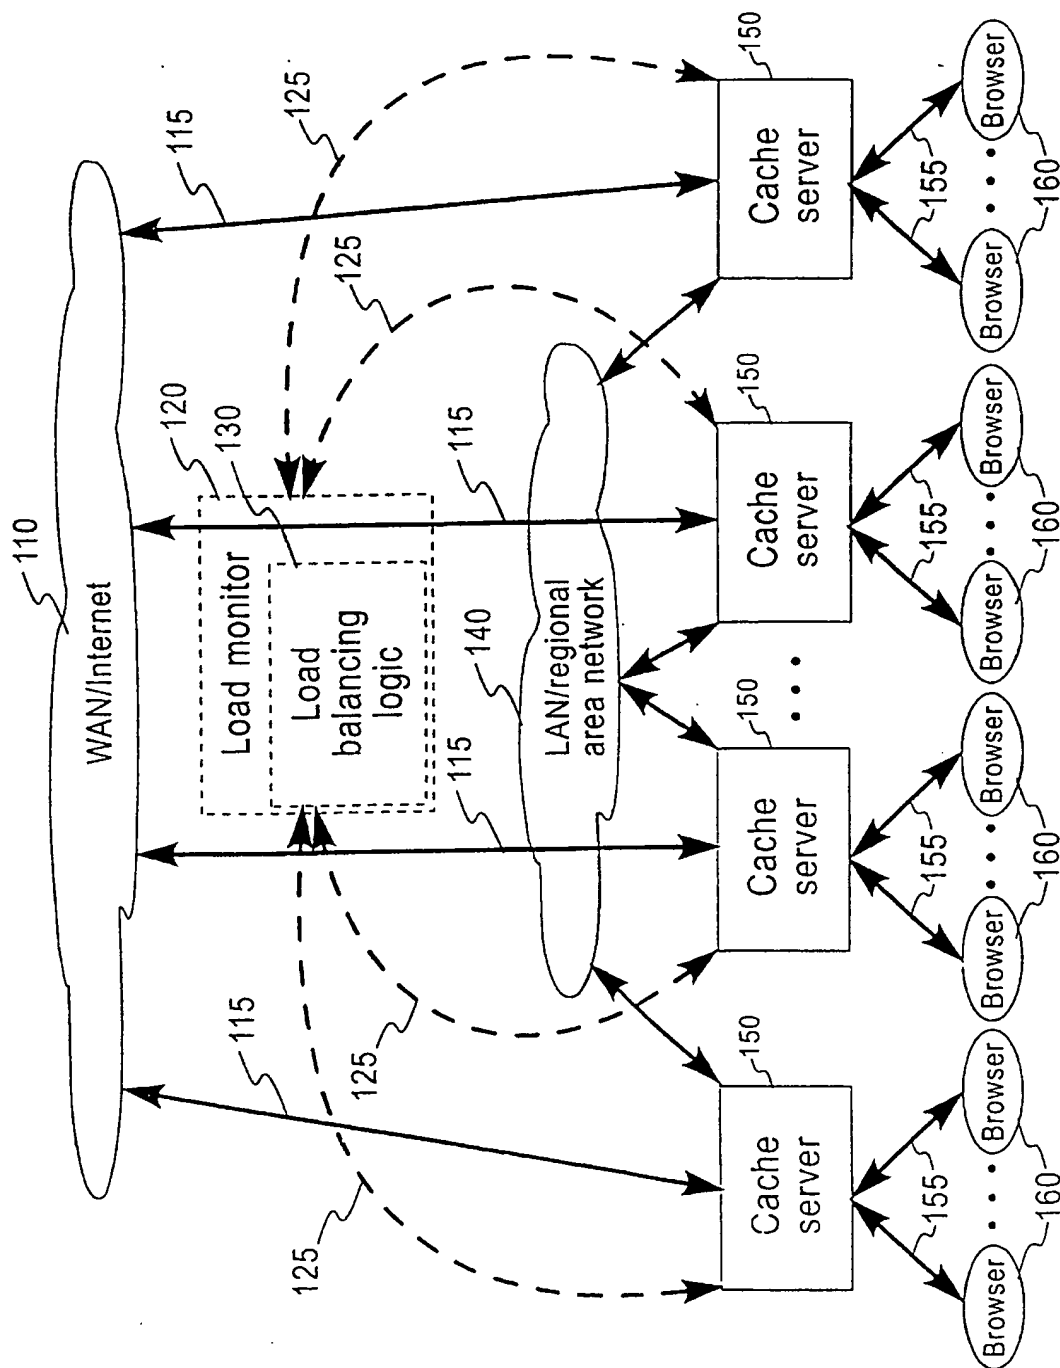 110
WAN/Internet
115
120
115
130
Load monitor
125
125
Load
balancing
logic
125
125
115
115
140
LAN/regional
area network
150
150
150
150
Cache
server
Cache
server
Cache
server
Cache
server
155
155
155
155
Browser
Browser
Browser
Browser
Browser
Browser
Browser
Browser
160
160
160
160